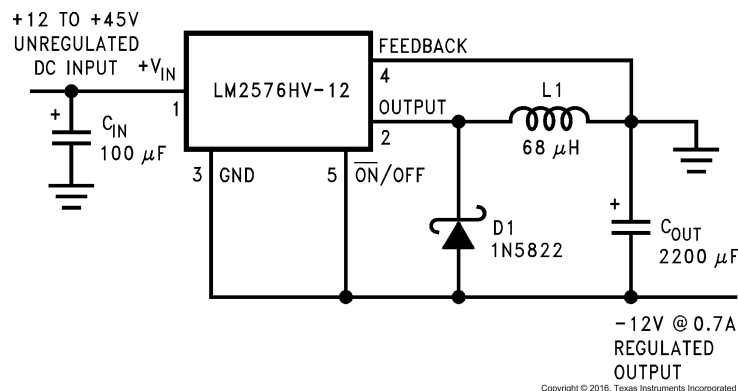 +12 TO +45V
UNREGULATED
DC INPUT
+VIN
1
+
CIN
100 μF
LM2576HV-12
FEEDBACK
4
OUTPUT
2
L1
68 μH
3 GND
5 ON/OFF
D1
1N5822
+
COUT
2200 μF
-12V @ 0.7A
REGULATED
OUTPUT
Copyright © 2016, Texas Instruments Incorporated